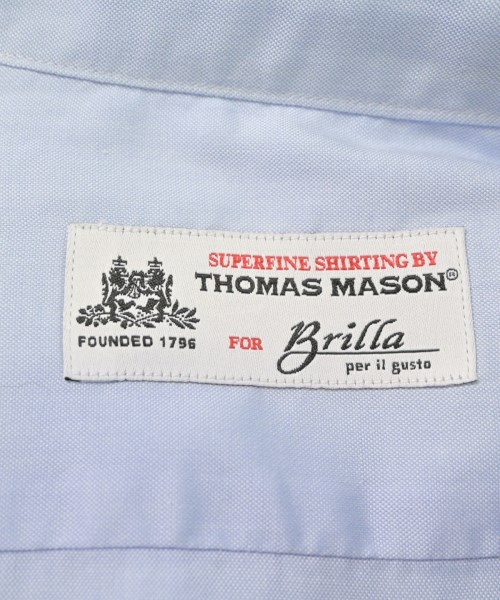 SUPERFINE SHIRTING BY
THOMAS MASON®
FOUNDED 1796
FOR Brilla
per il gusto